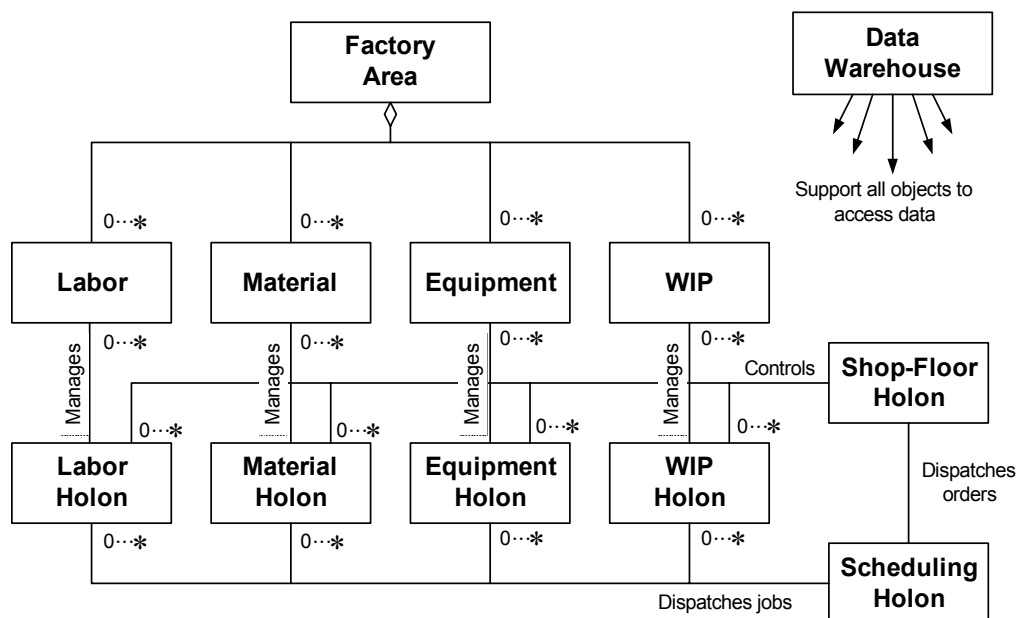 Factory
Area
Data
Warehouse
Support all objects to
access data
0···* 0···* 0···* 0···*
Labor Material Equipment WIP
0···* 0···* 0···* 0···*
Manages Manages Manages Manages
Controls
Shop-Floor
Holon
0···* 0···* 0···* 0···*
Labor
Holon
Material
Holon
Equipment
Holon
WIP
Holon
Dispatches
orders
0···* 0···* 0···* 0···*
Dispatches jobs
Scheduling
Holon